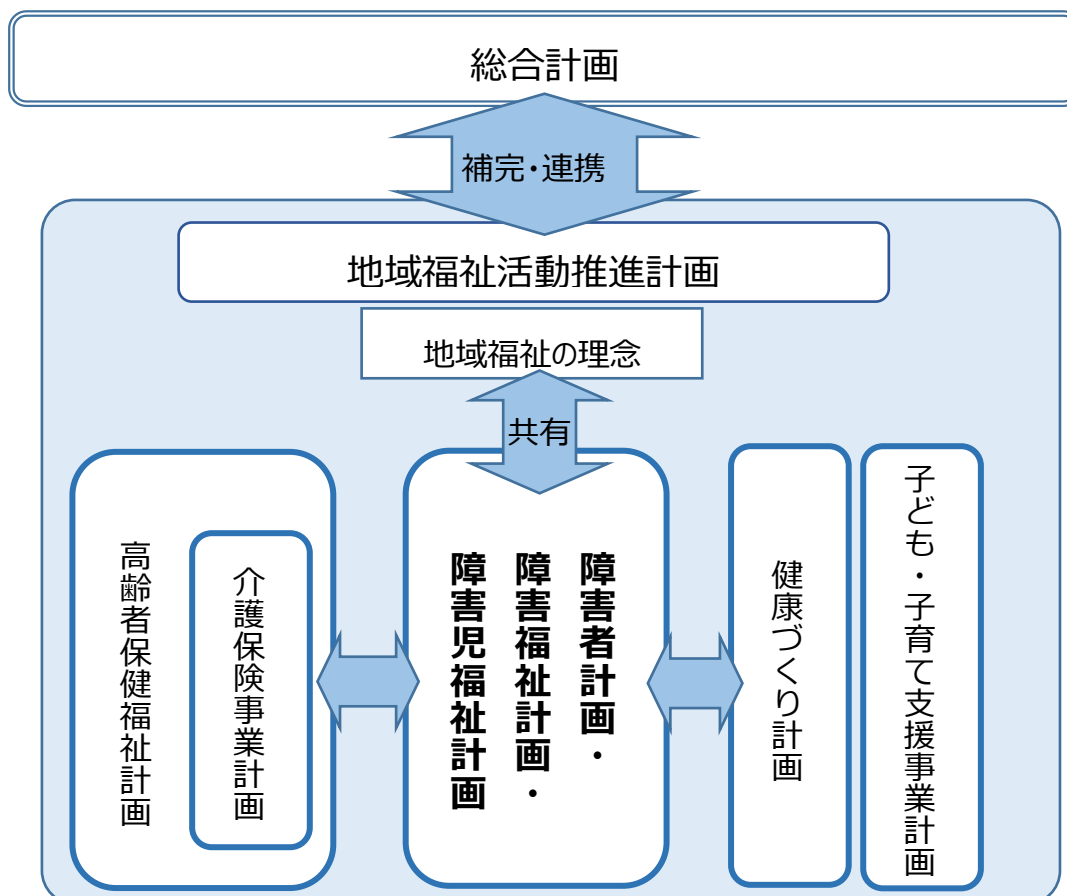 総合計画
補完・連携
地域福祉活動推進計画
地域福祉の理念
共有
高齢者保健福祉計画
介護保険事業計画
障害者計画・
障害福祉計画・
障害児福祉計画
健康づくり計画
子ども・子育て支援事業計画